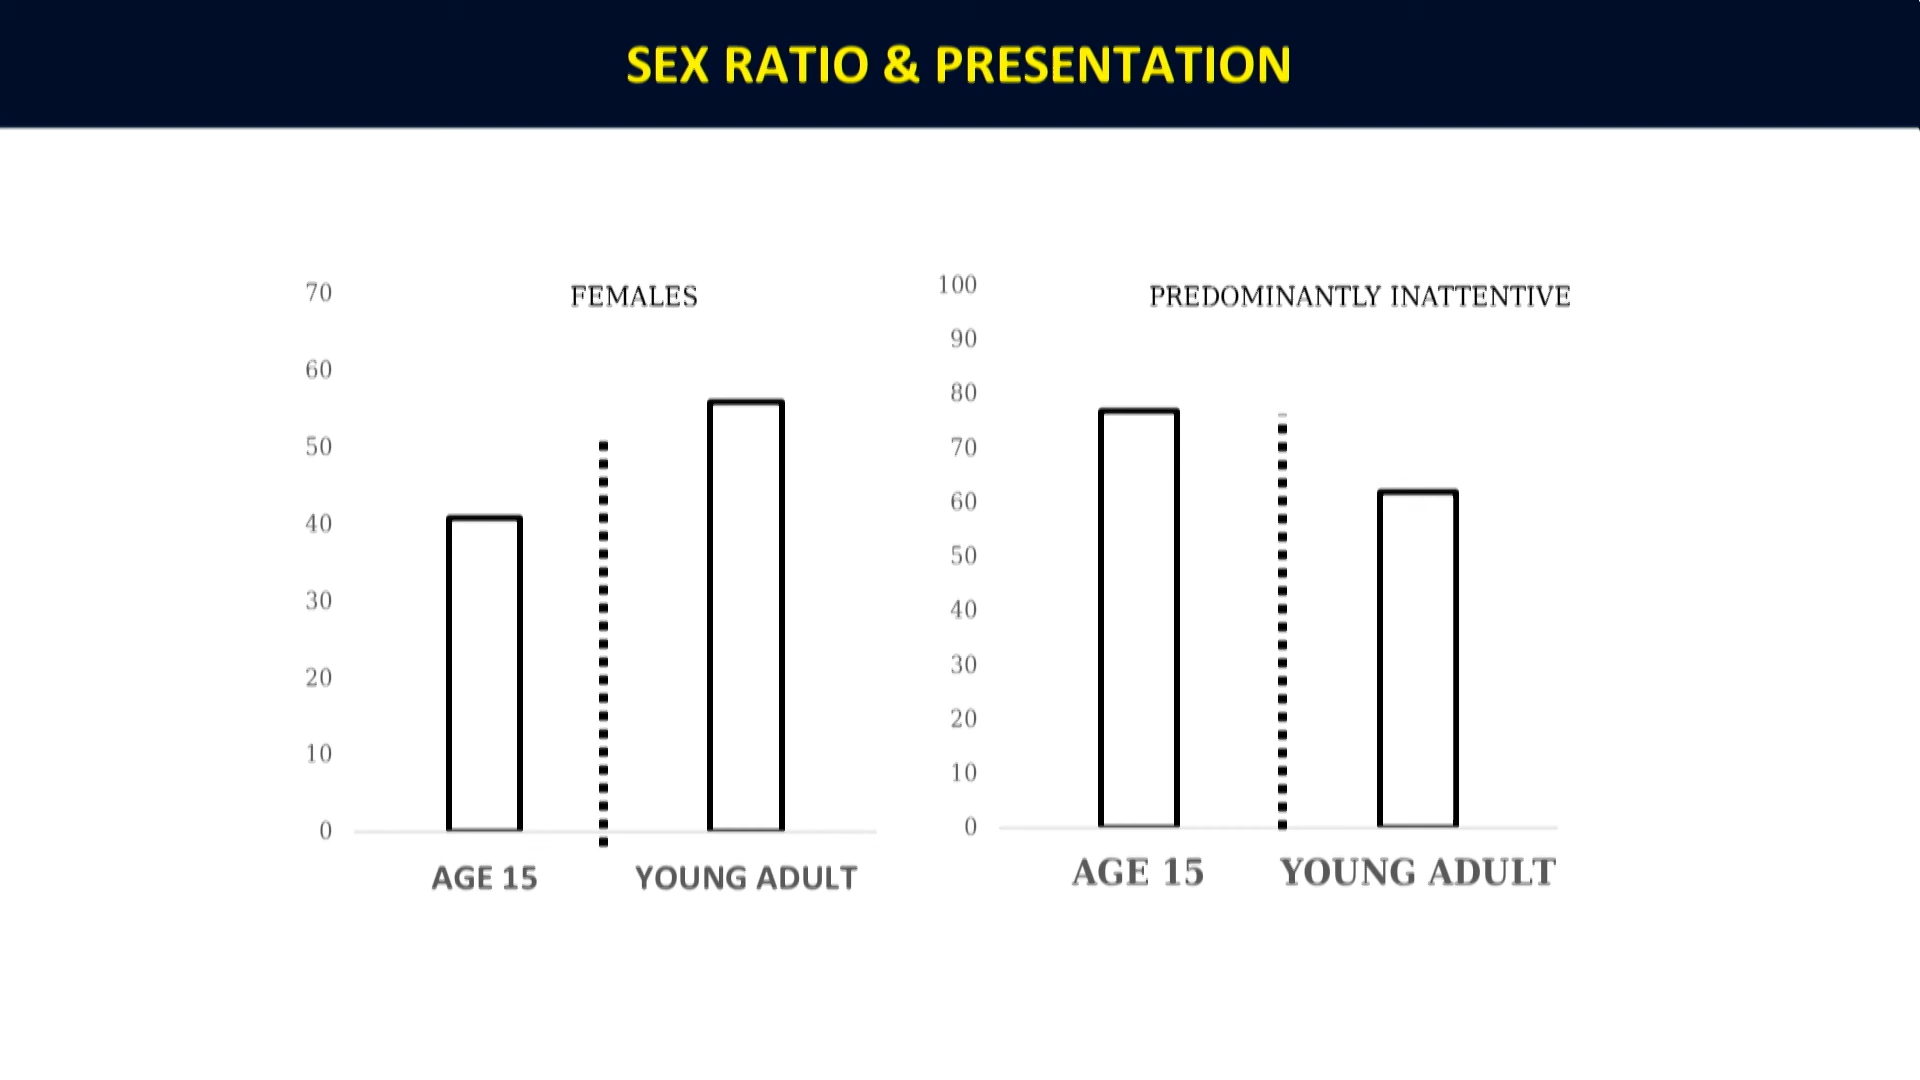 SEX RATIO & PRESENTATION
FEMALES
70
60
50
40
30
20
10
0
AGE 15
YOUNG ADULT
PREDOMINANTLY INATTENTIVE
100
90
80
70
60
50
40
30
20
10
0
AGE 15
YOUNG ADULT